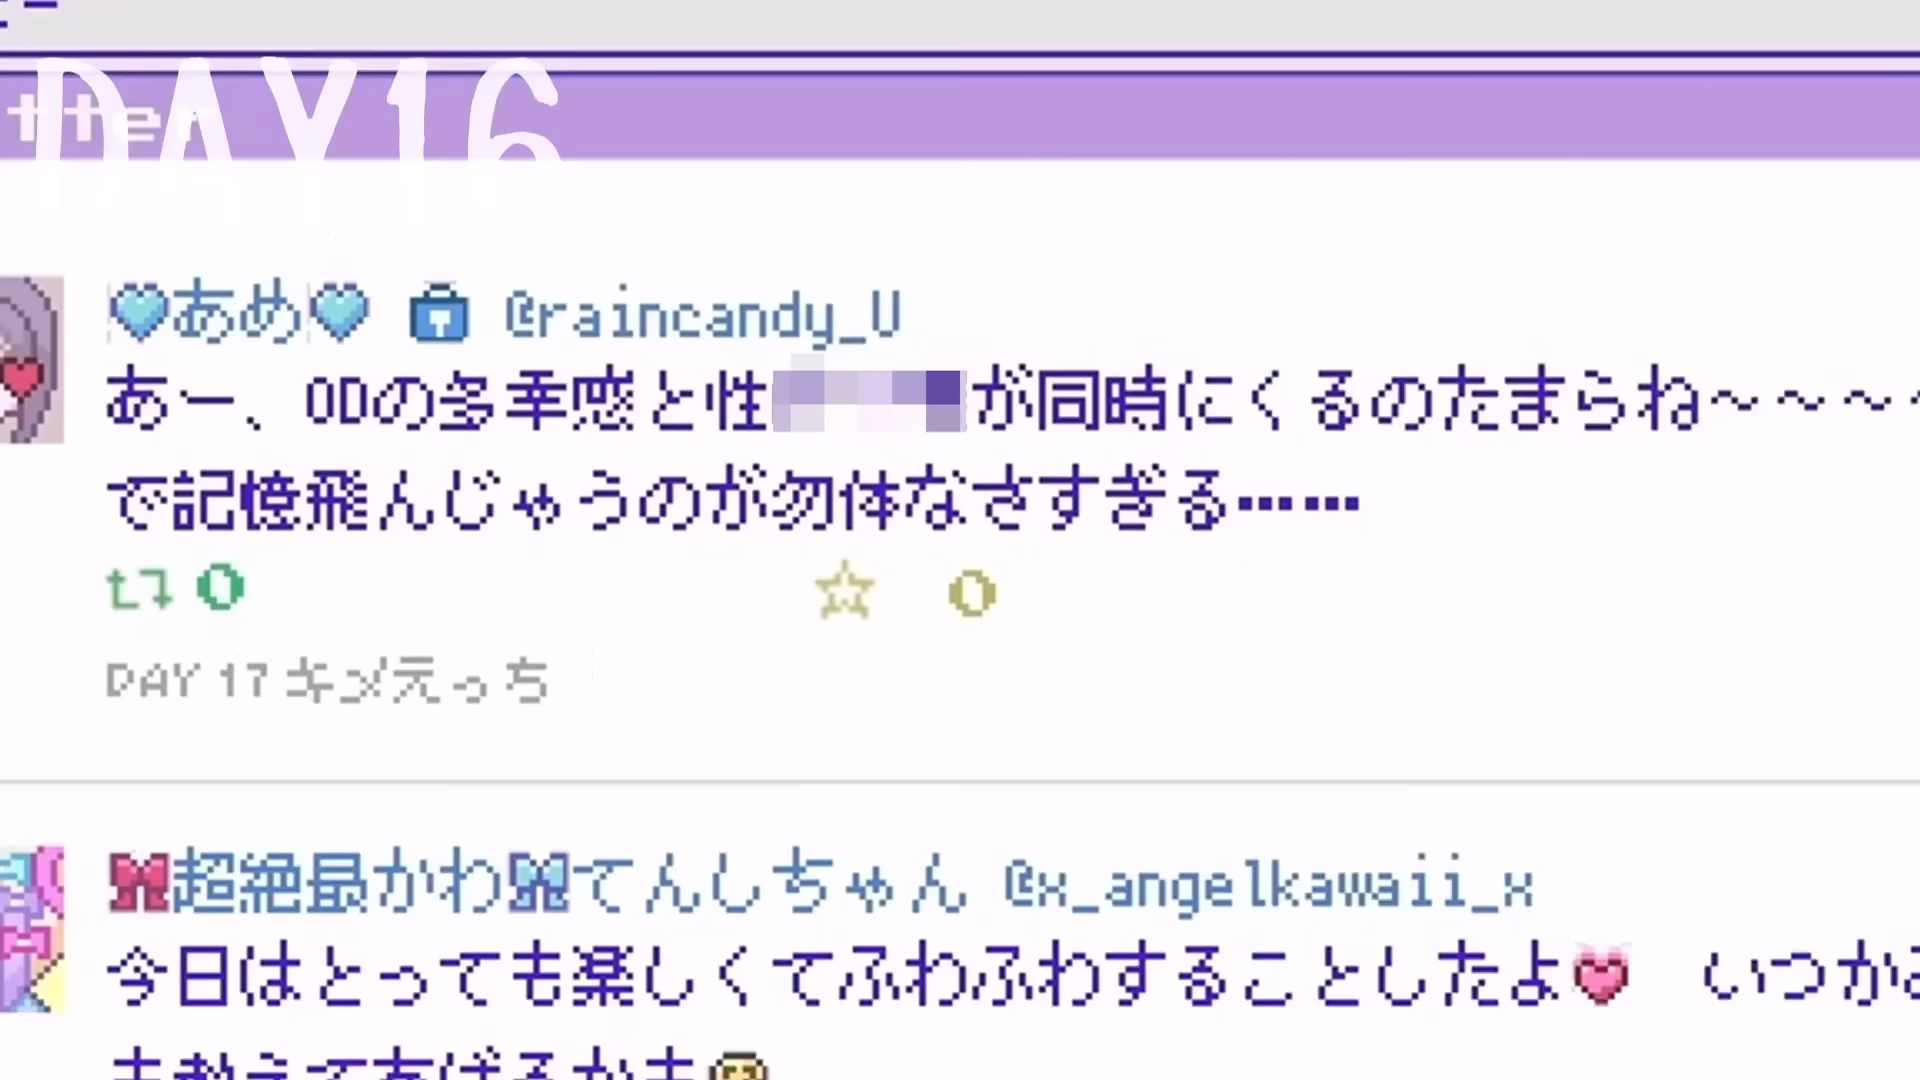 tter
DAY16
あめ @raincandy_U
あー、ODの多幸感と性が同時にくるのたまらね～～～
で記憶飛んじゃうのが勿体なさすぎる……
0 0
DAY 17 キメえっち
超絶最かわてんしちゃん @x_angelkawaii_x
今日はとっても楽しくてふわふわすることしたよ いつか